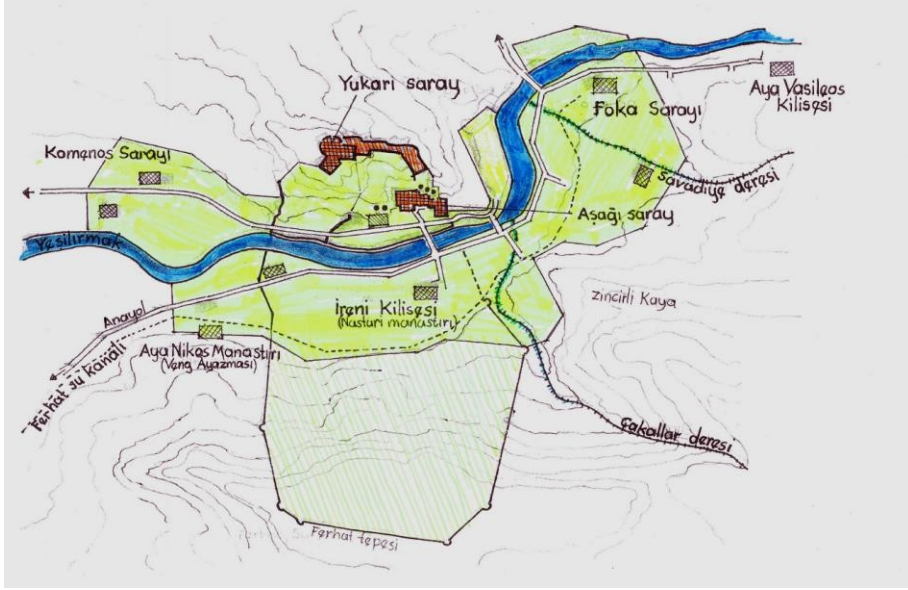 Yukarı saray
Foka Sarayı
Aya Vasileos
Kilisesi
Komenos Sarayı
Savadiye deresi
Aşağı saray
Yeşilırmak
Zincirli Kaya
İreni Kilisesi
(Nasturi manastırı)
Anayol
Aya Nikos Manastırı
(Veng Ayazması)
Ferhat su kanalı
Çakallar deresi
Ferhat tepesi